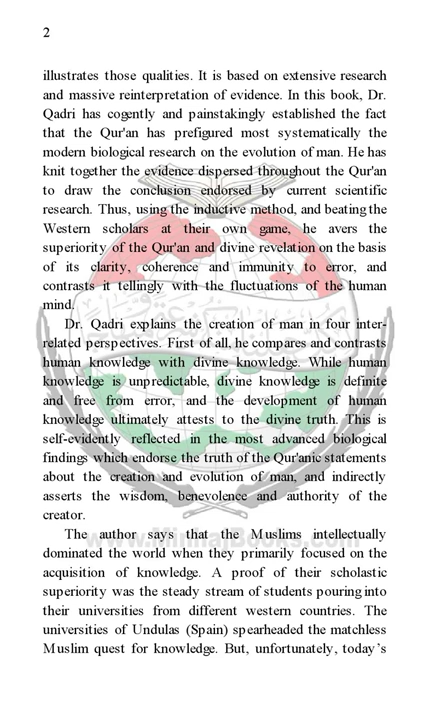 2
illustrates those qualities. It is based on extensive research
and massive reinterpretation of evidence. In this book, Dr.
Qadri has cogently and painstakingly established the fact
that the Qur'an has prefigured most systematically the
modern biological research on the evolution of man. He has
knit together the evidence dispersed throughout the Qur'an
to draw the conclusion endorsed by current scientific
research. Thus, using the inductive method, and beating the
Western scholars at their own game, he avers the
superiority of the Qur'an and divine revelation on the basis
of its clarity, coherence and immunity to error, and
contrasts it tellingly with the fluctuations of the human
mind.
Dr. Qadri explains the creation of man in four inter-
related perspectives. First of all, he compares and contrasts
human knowledge with divine knowledge. While human
knowledge is unpredictable, divine knowledge is definite
and free from error, and the development of human
knowledge ultimately attests to the divine truth. This is
self-evidently reflected in the most advanced biological
findings which endorse the truth of the Qur'anic statements
about the creation and evolution of man, and indirectly
asserts the wisdom, benevolence and authority of the
creator.
The author says that the Muslims intellectually
www.MinhajBooks.com
dominated the world when they primarily focused on the
acquisition of knowledge. A proof of their scholastic
superiority was the steady stream of students pouring into
their universities from different western countries. The
universities of Undulas (Spain) spearheaded the matchless
Muslim quest for knowledge. But, unfortunately, today's